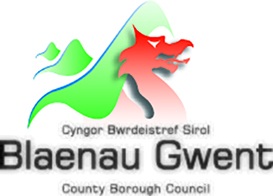 Cyngor Bwrdeistref Sirol
Blaenau Gwent
County Borough Council